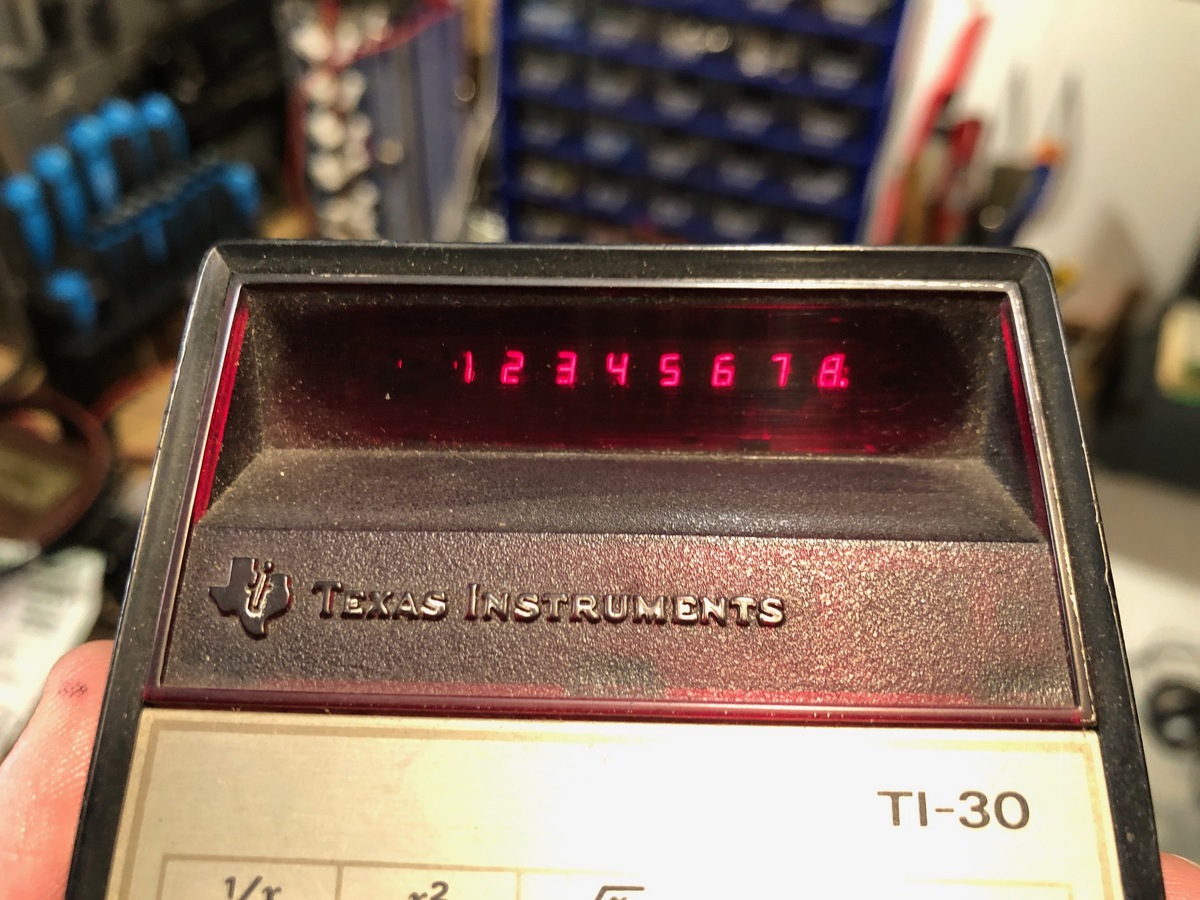 12345678.
TEXAS INSTRUMENTS
TI-30
1/x x² √x